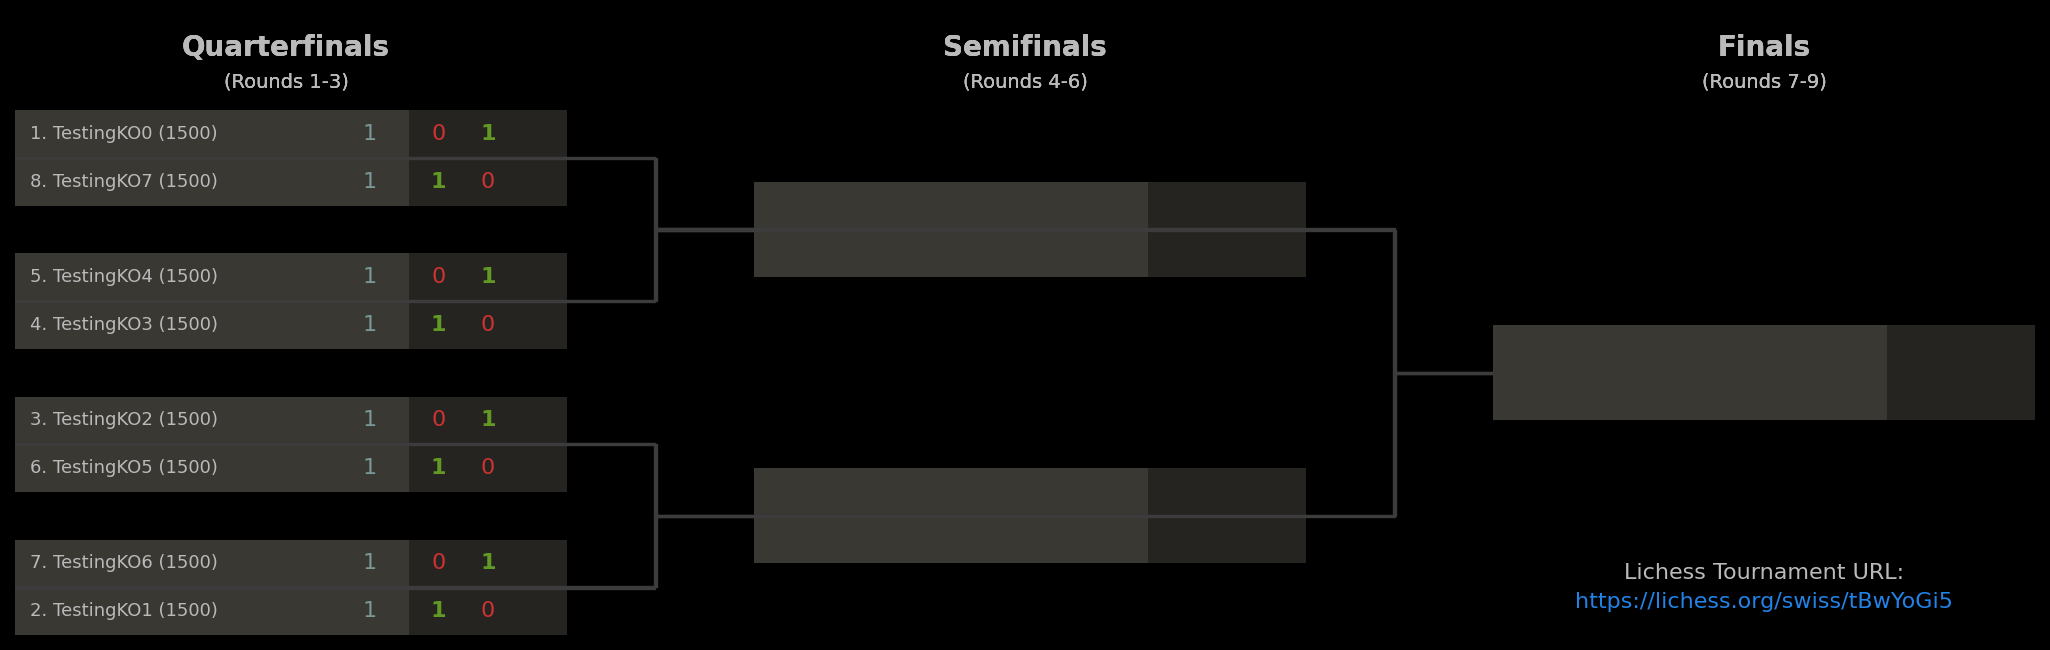 Quarterfinals
(Rounds 1-3)
Semifinals
(Rounds 4-6)
Finals
(Rounds 7-9)
1. TestingKO0 (1500) 1 0 1
8. TestingKO7 (1500) 1 1 0
5. TestingKO4 (1500) 1 0 1
4. TestingKO3 (1500) 1 1 0
3. TestingKO2 (1500) 1 0 1
6. TestingKO5 (1500) 1 1 0
7. TestingKO6 (1500) 1 0 1
2. TestingKO1 (1500) 1 1 0
Lichess Tournament URL:
https://lichess.org/swiss/tBwYoGi5